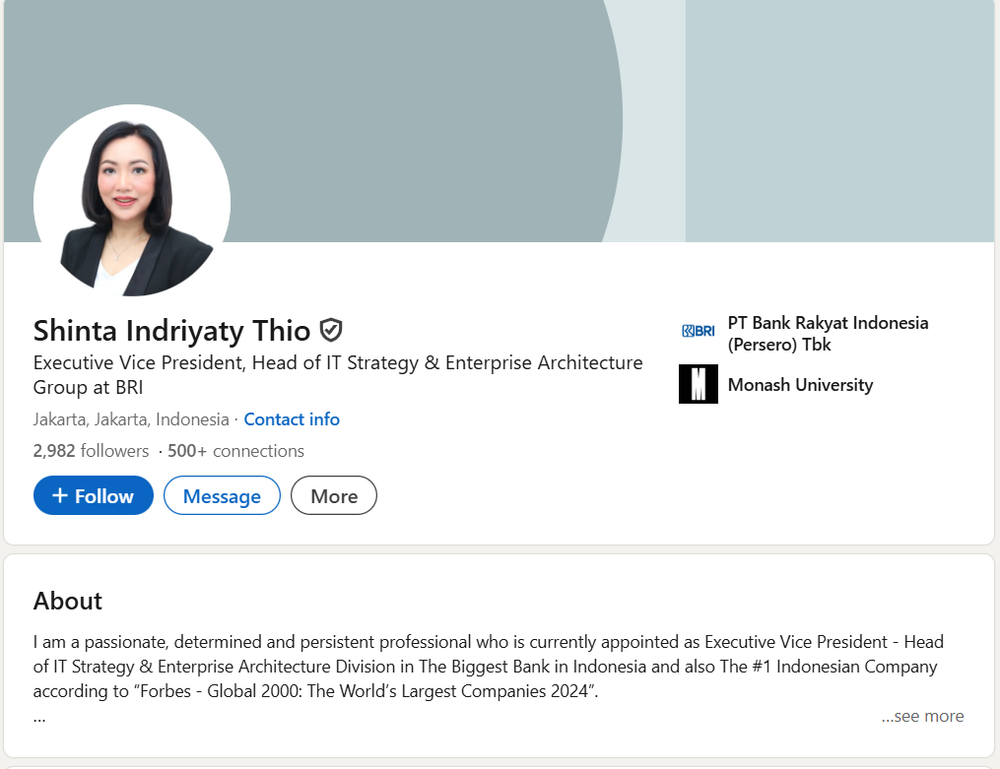 Shinta Indriyaty Thio
Executive Vice President, Head of IT Strategy & Enterprise Architecture
Group at BRI
Jakarta, Jakarta, Indonesia · Contact info
2,982 followers · 500+ connections
+ Follow
Message
More
BRI
PT Bank Rakyat Indonesia
(Persero) Tbk
M
Monash University
About
I am a passionate, determined and persistent professional who is currently appointed as Executive Vice President - Head
of IT Strategy & Enterprise Architecture Division in The Biggest Bank in Indonesia and also The #1 Indonesian Company
according to “Forbes - Global 2000: The World’s Largest Companies 2024”.
...
...see more